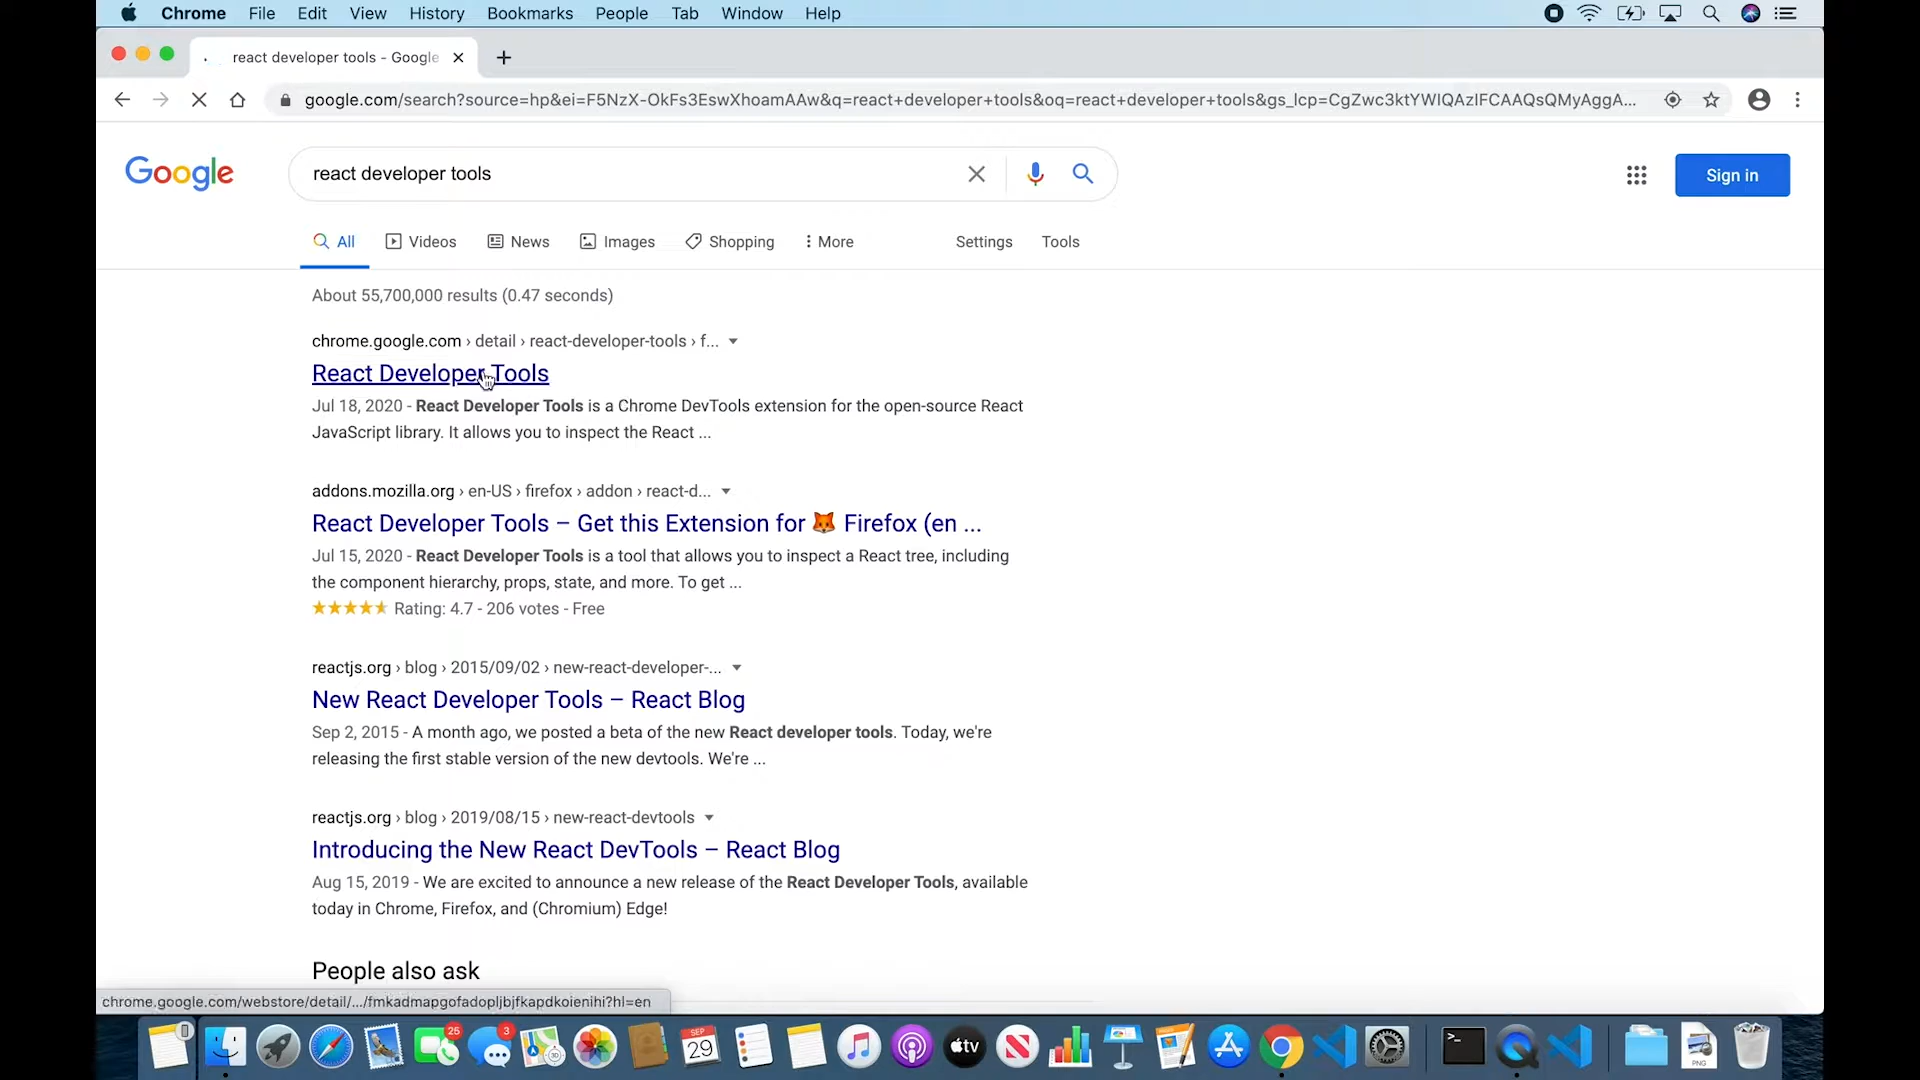 Chrome File Edit View History Bookmarks People Tab Window Help
react developer tools - Google
google.com/search?source=hp&ei=F5NzX-OkFs3EswXhoamAAw&q=react+developer+tools&oq=react+developer+tools&gs_lcp=CgZwc3ktYWIQAzIFCAAQsQMyAggA...
Google
react developer tools
Sign in
All Videos News Images Shopping More Settings Tools
About 55,700,000 results (0.47 seconds)
chrome.google.com › detail › react-developer-tools › f...
React Developer Tools
Jul 18, 2020 - React Developer Tools is a Chrome DevTools extension for the open-source React
JavaScript library. It allows you to inspect the React ...
addons.mozilla.org › en-US › firefox › addon › react-d...
React Developer Tools – Get this Extension for 🦊 Firefox (en ...
Jul 15, 2020 - React Developer Tools is a tool that allows you to inspect a React tree, including
the component hierarchy, props, state, and more. To get ...
Rating: 4.7 - 206 votes - Free
reactjs.org › blog › 2015/09/02 › new-react-developer-...
New React Developer Tools – React Blog
Sep 2, 2015 - A month ago, we posted a beta of the new React developer tools. Today, we're
releasing the first stable version of the new devtools. We're ...
reactjs.org › blog › 2019/08/15 › new-react-devtools
Introducing the New React DevTools – React Blog
Aug 15, 2019 - We are excited to announce a new release of the React Developer Tools, available
today in Chrome, Firefox, and (Chromium) Edge!
People also ask
chrome.google.com/webstore/detail/.../fmkadmapgofadopljbjfkapdkoienihi?hl=en
25
3
3D
SEP
29
tv
>_
PNG